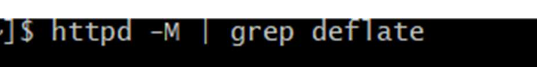 ]$ httpd -M | grep deflate